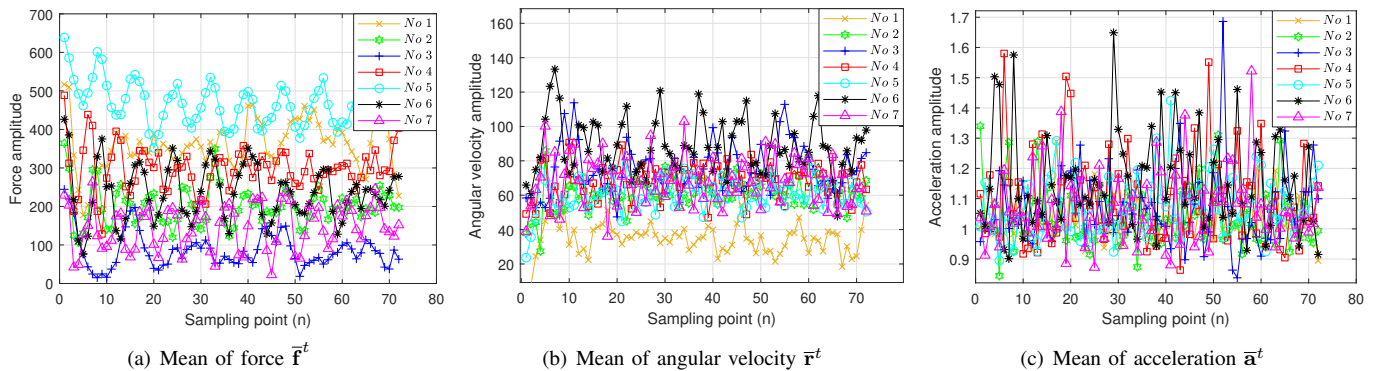 700
600
500
400
300
200
100
0
Force amplitude
0 10 20 30 40 50 60 70 80
Sampling point (n)
No 1
No 2
No 3
No 4
No 5
No 6
No 7
(a) Mean of force f̅ᵗ
160
140
120
100
80
60
40
20
Angular velocity amplitude
0 10 20 30 40 50 60 70 80
Sampling point (n)
No 1
No 2
No 3
No 4
No 5
No 6
No 7
(b) Mean of angular velocity r̅ᵗ
1.7
1.6
1.5
1.4
1.3
1.2
1.1
1
0.9
Acceleration amplitude
0 10 20 30 40 50 60 70 80
Sampling point (n)
No 1
No 2
No 3
No 4
No 5
No 6
No 7
(c) Mean of acceleration a̅ᵗ